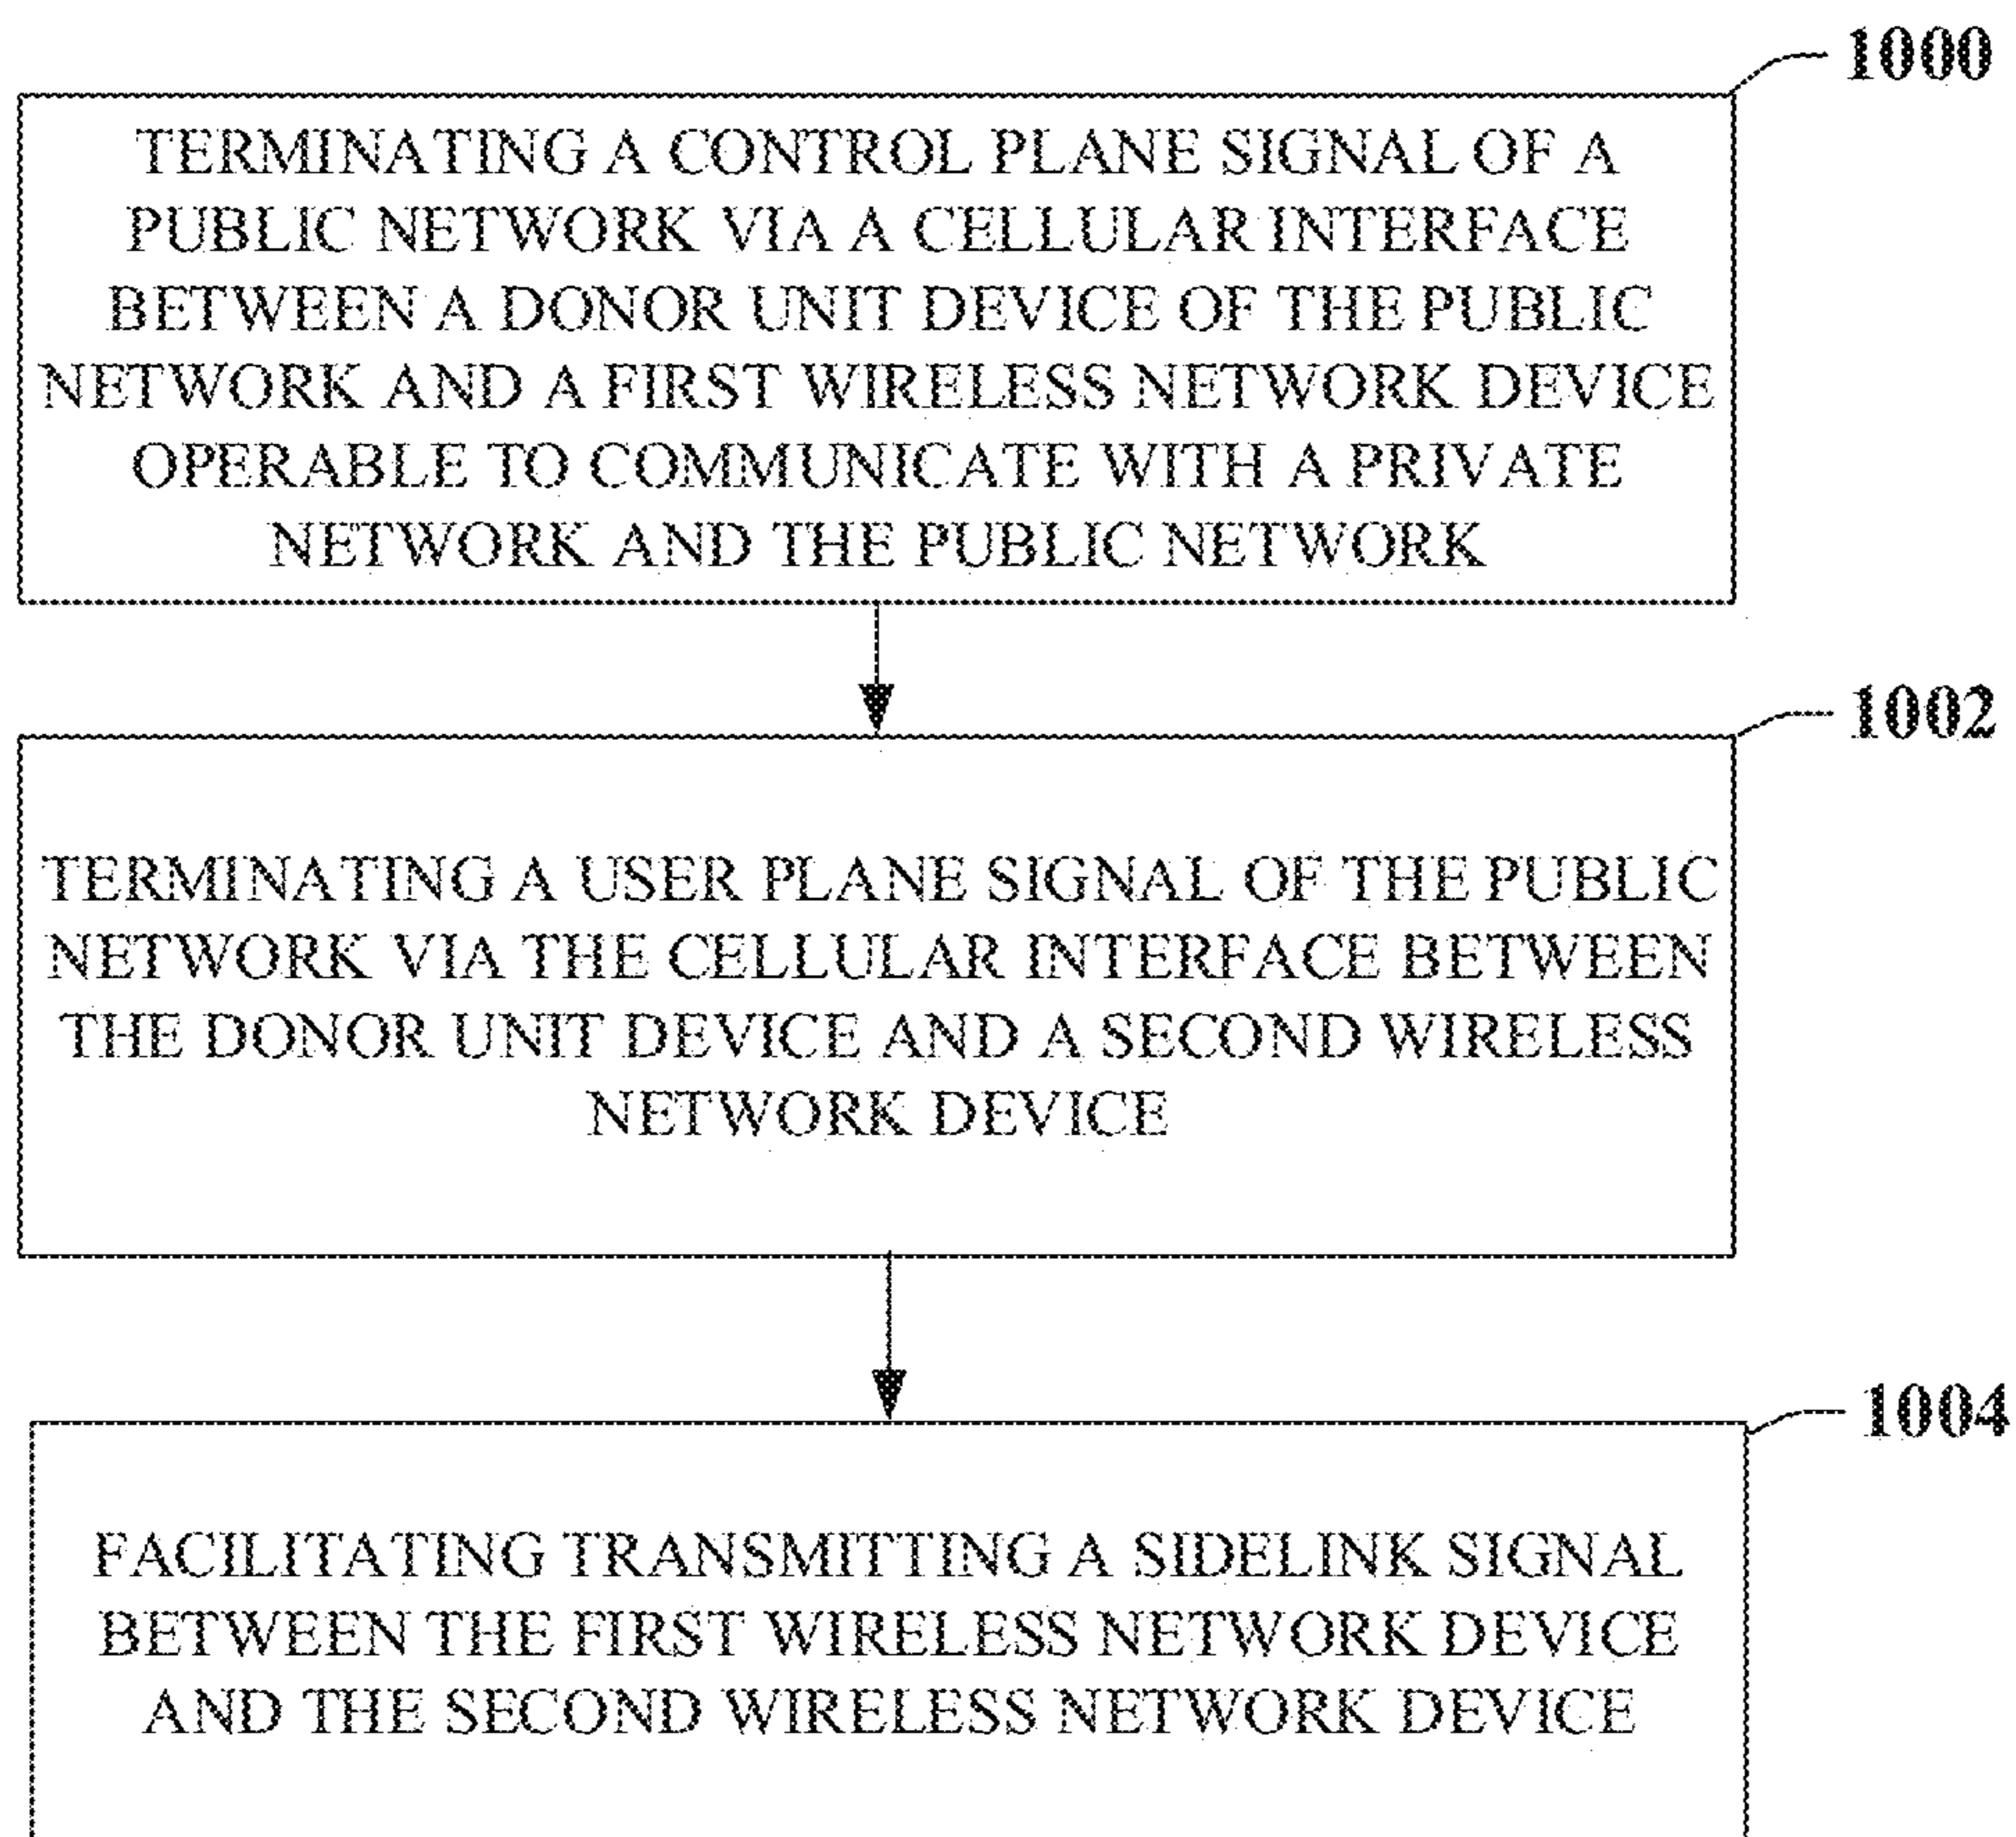 1000
TERMINATING A CONTROL PLANE SIGNAL OF A
PUBLIC NETWORK VIA A CELLULAR INTERFACE
BETWEEN A DONOR UNIT DEVICE OF THE PUBLIC
NETWORK AND A FIRST WIRELESS NETWORK DEVICE
OPERABLE TO COMMUNICATE WITH A PRIVATE
NETWORK AND THE PUBLIC NETWORK
1002
TERMINATING A USER PLANE SIGNAL OF THE PUBLIC
NETWORK VIA THE CELLULAR INTERFACE BETWEEN
THE DONOR UNIT DEVICE AND A SECOND WIRELESS
NETWORK DEVICE
1004
FACILITATING TRANSMITTING A SIDELINK SIGNAL
BETWEEN THE FIRST WIRELESS NETWORK DEVICE
AND THE SECOND WIRELESS NETWORK DEVICE